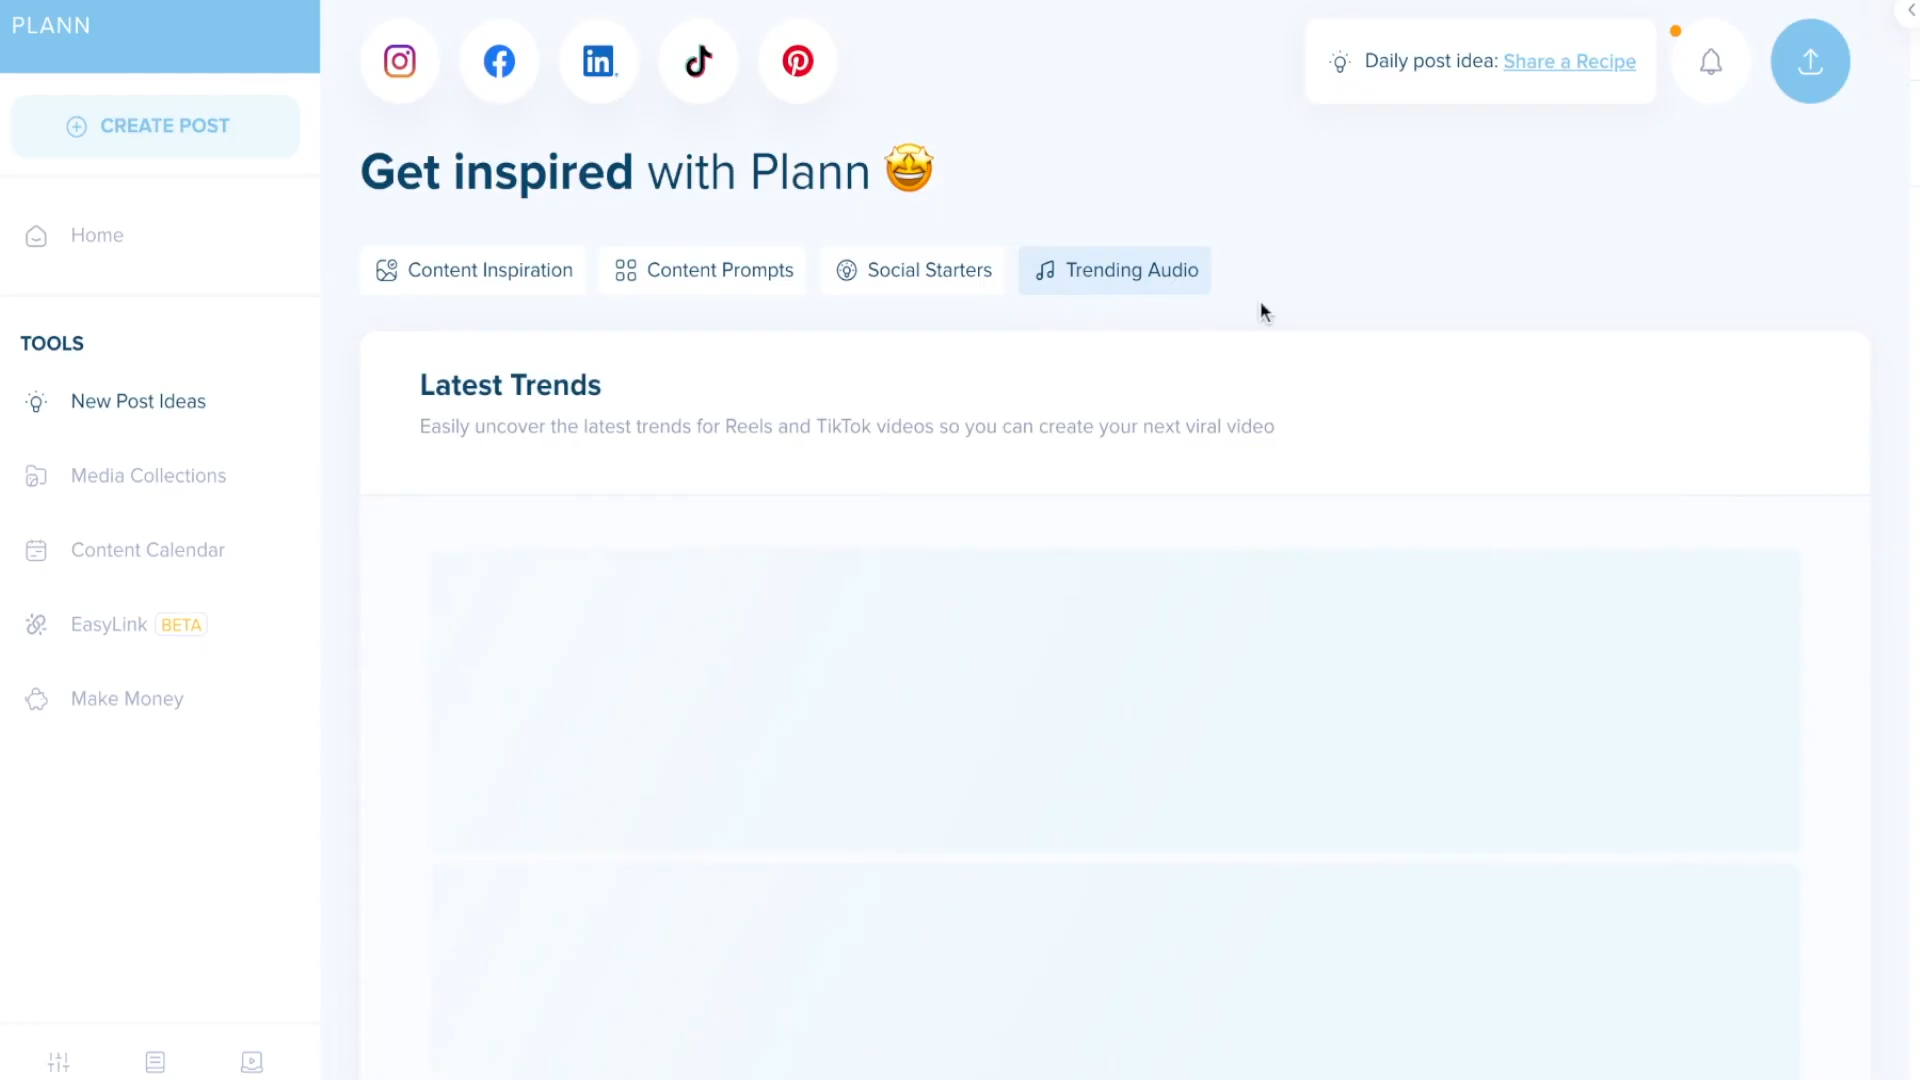 PLANN
CREATE POST
Home
TOOLS
New Post Ideas
Media Collections
Content Calendar
EasyLink BETA
Make Money
Daily post idea: Share a Recipe
Get inspired with Plann
Content Inspiration
Content Prompts
Social Starters
Trending Audio
Latest Trends
Easily uncover the latest trends for Reels and TikTok videos so you can create your next viral video